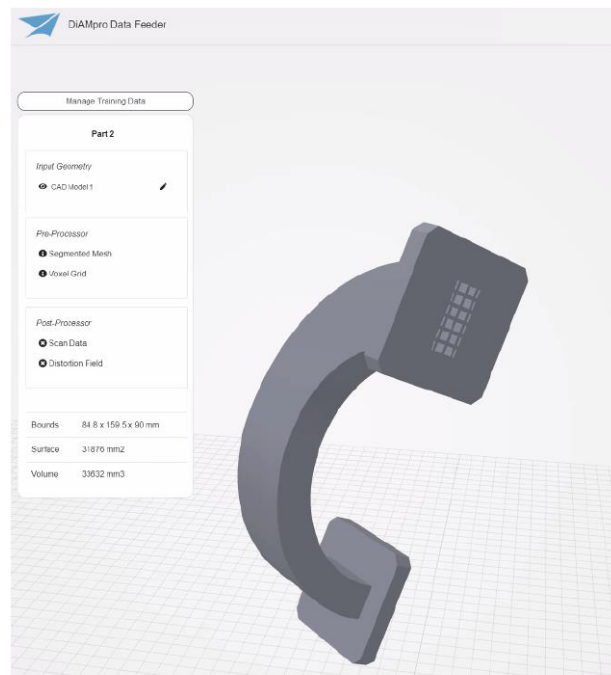 DiAMpro Data Feeder
Manage Training Data
Part 2
Input Geometry
CAD Model 1
Pre-Processor
Segmented Mesh
Voxel Grid
Post-Processor
Scan Data
Distortion Field
Bounds 84.8 x 159.5 x 90 mm
Surface 31876 mm2
Volume 33632 mm3